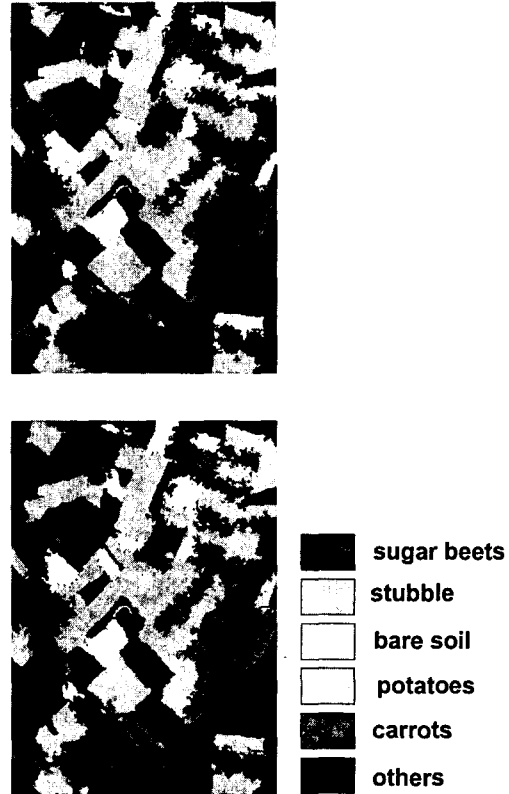 sugar beets
stubble
bare soil
potatoes
carrots
others